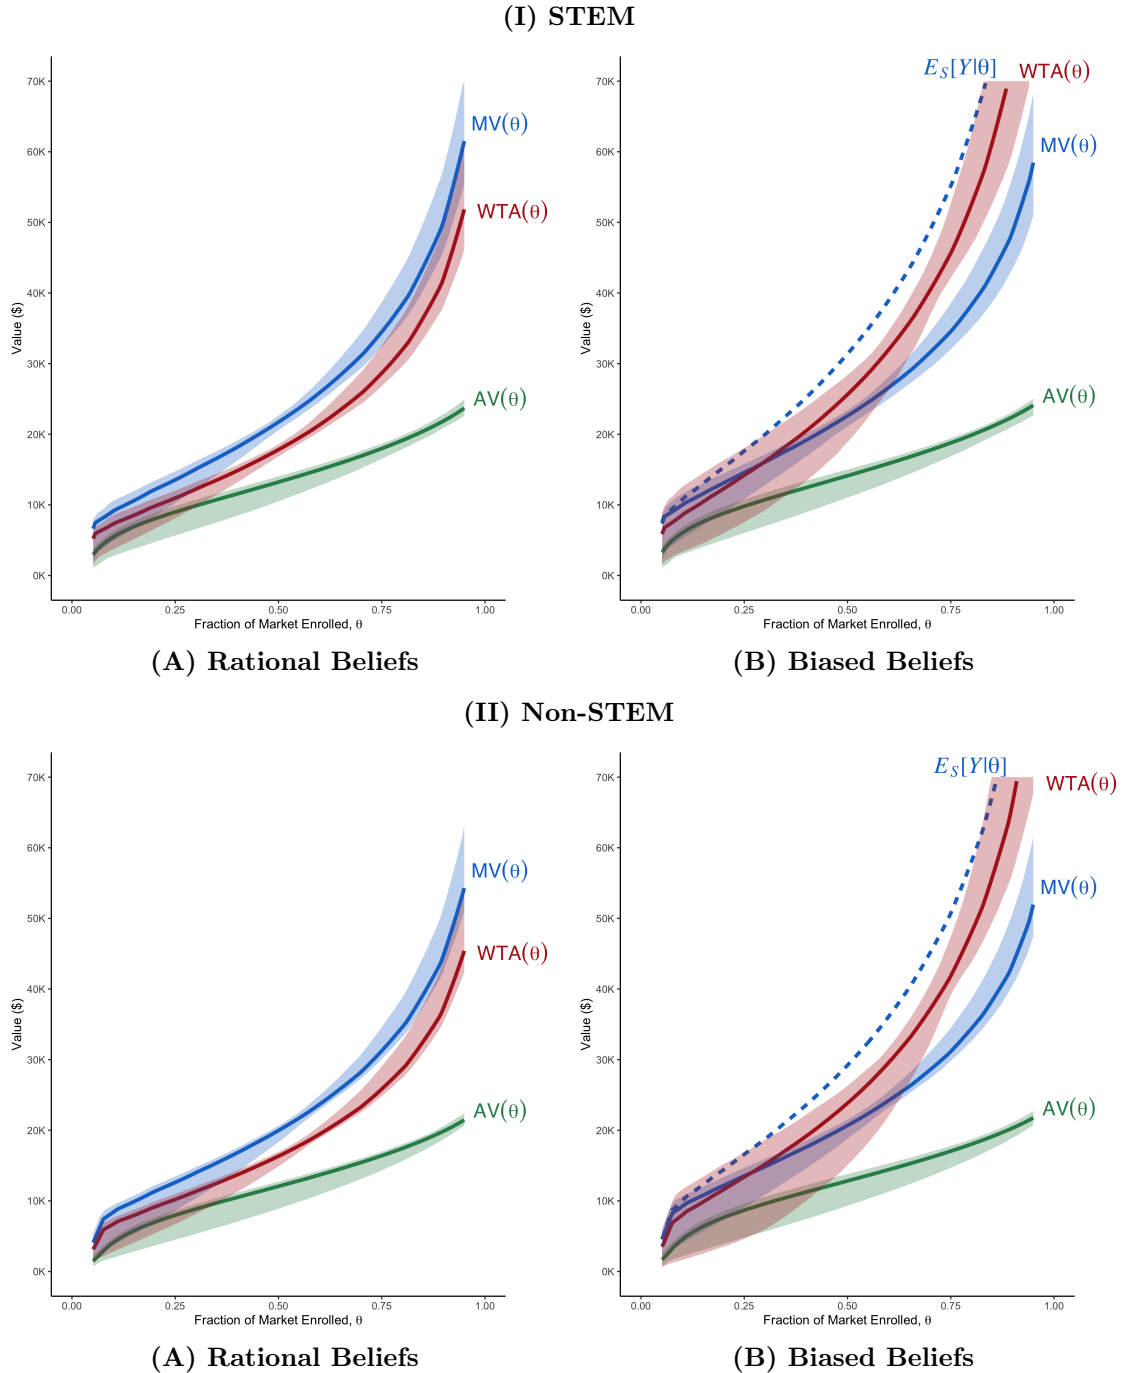 (I) STEM
70K
60K
50K
40K
30K
20K
10K
0K
Value ($)
MV(θ)
WTA(θ)
AV(θ)
0.00 0.25 0.50 0.75 1.00
Fraction of Market Enrolled, θ
(A) Rational Beliefs
70K
60K
50K
40K
30K
20K
10K
0K
Value ($)
E_S[Y|θ]
WTA(θ)
MV(θ)
AV(θ)
0.00 0.25 0.50 0.75 1.00
Fraction of Market Enrolled, θ
(B) Biased Beliefs
(II) Non-STEM
70K
60K
50K
40K
30K
20K
10K
0K
Value ($)
MV(θ)
WTA(θ)
AV(θ)
0.00 0.25 0.50 0.75 1.00
Fraction of Market Enrolled, θ
(A) Rational Beliefs
70K
60K
50K
40K
30K
20K
10K
0K
Value ($)
E_S[Y|θ]
WTA(θ)
MV(θ)
AV(θ)
0.00 0.25 0.50 0.75 1.00
Fraction of Market Enrolled, θ
(B) Biased Beliefs